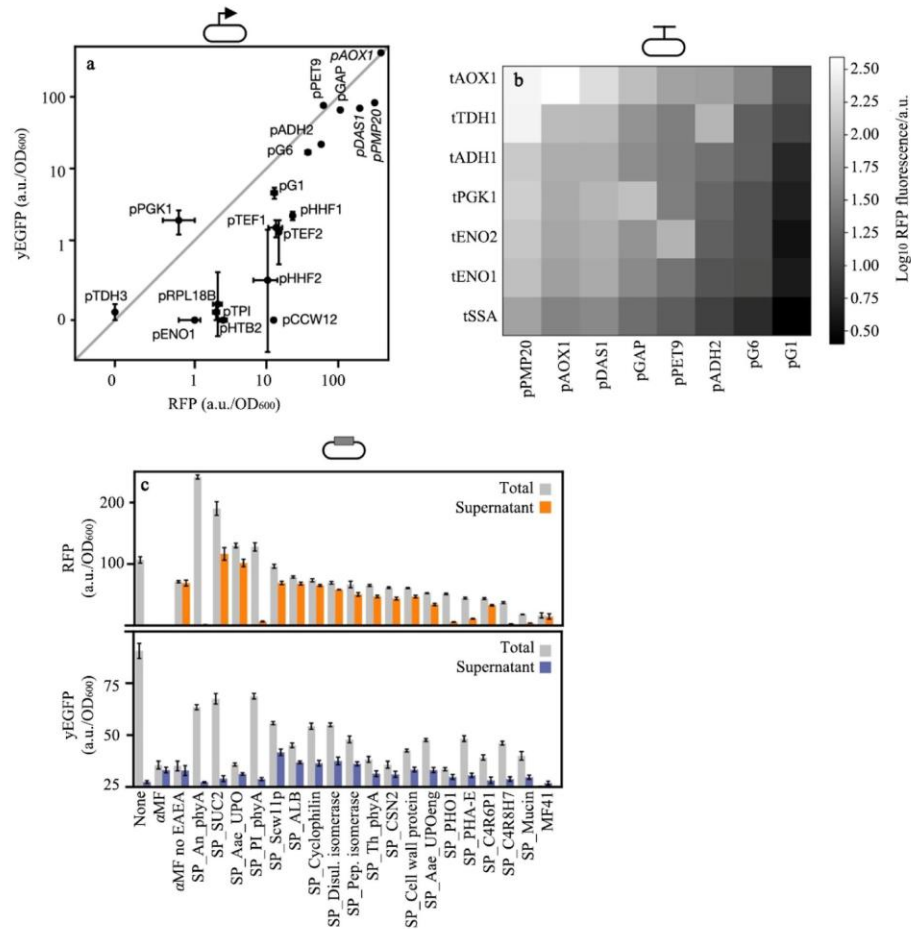 a
yEGFP (a.u./OD₆₀₀)
100
10
1
0
pAOX1
pPET9
pGAP
pDAS1
pPMP20
pADH2
pG6
pG1
pPGK1
pHHF1
pTEF1
pTEF2
pHHF2
pTDH3
pRPL18B
pTPI
pENO1
pHTB2
pCCW12
0 1 10 100
RFP (a.u./OD₆₀₀)
b
tAOX1
tTDH1
tADH1
tPGK1
tENO2
tENO1
tSSA
pPMP20
pAOX1
pDAS1
pGAP
pPET9
pADH2
pG6
pG1
2.50
2.25
2.00
1.75
1.50
1.25
1.00
0.75
0.50
Log₁₀ RFP fluorescence/a.u.
c
Total
Supernatant
200
100
RFP
(a.u./OD₆₀₀)
Total
Supernatant
75
50
25
yEGFP
(a.u./OD₆₀₀)
None
αMF
αMF no EAEA
SP_An_phyA
SP_SUC2
SP_Aae_UPO
SP_PI_phyA
SP_Scw11p
SP_ALB
SP_Cyclophilin
SP_Disul. isomerase
SP_Pep. isomerase
SP_Th_phyA
SP_CSN2
SP_Cell wall protein
SP_Aae_UPOeng
SP_PHO1
SP_PHA-E
SP_C4R6P1
SP_C4R8H7
SP_Mucin
MF41